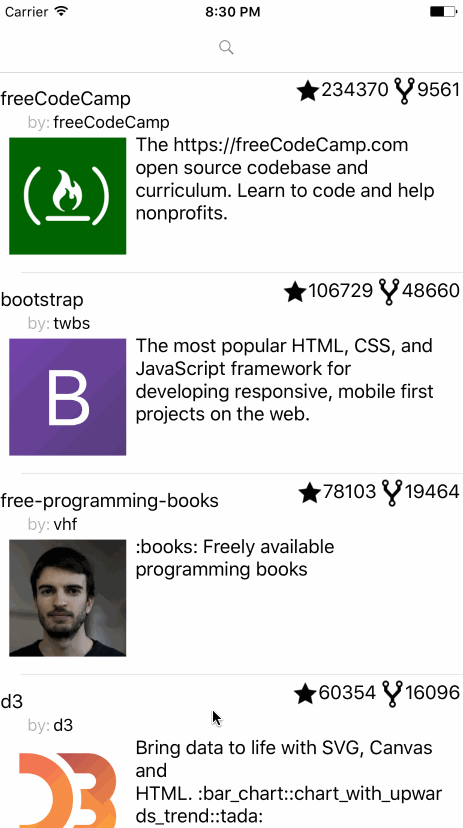 Carrier 8:30 PM
freeCodeCamp 234370 9561
by: freeCodeCamp
The https://freeCodeCamp.com
open source codebase and
curriculum. Learn to code and help
nonprofits.
bootstrap 106729 48660
by: twbs
B
The most popular HTML, CSS, and
JavaScript framework for
developing responsive, mobile first
projects on the web.
free-programming-books 78103 19464
by: vhf
:books: Freely available
programming books
d3 60354 16096
by: d3
Bring data to life with SVG, Canvas
and
HTML. :bar_chart::chart_with_upwar
ds_trend::tada: